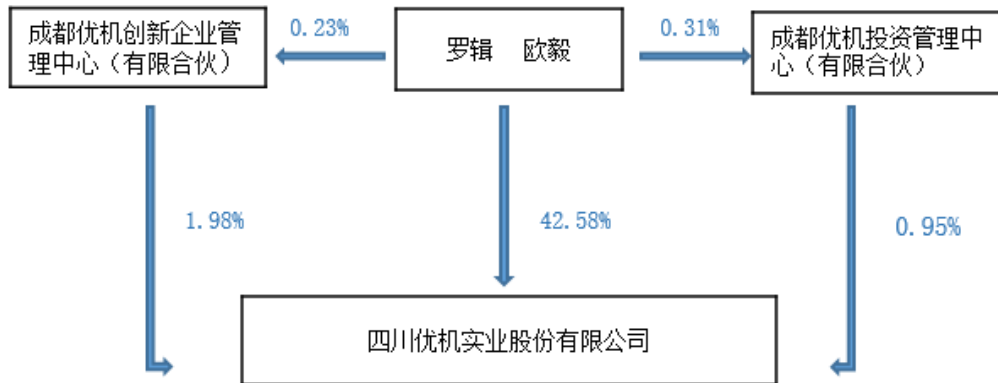 成都优机创新企业管
理中心（有限合伙）
0.23%
罗辑 欧毅
0.31%
成都优机投资管理中
心（有限合伙）
1.98%
42.58%
0.95%
四川优机实业股份有限公司